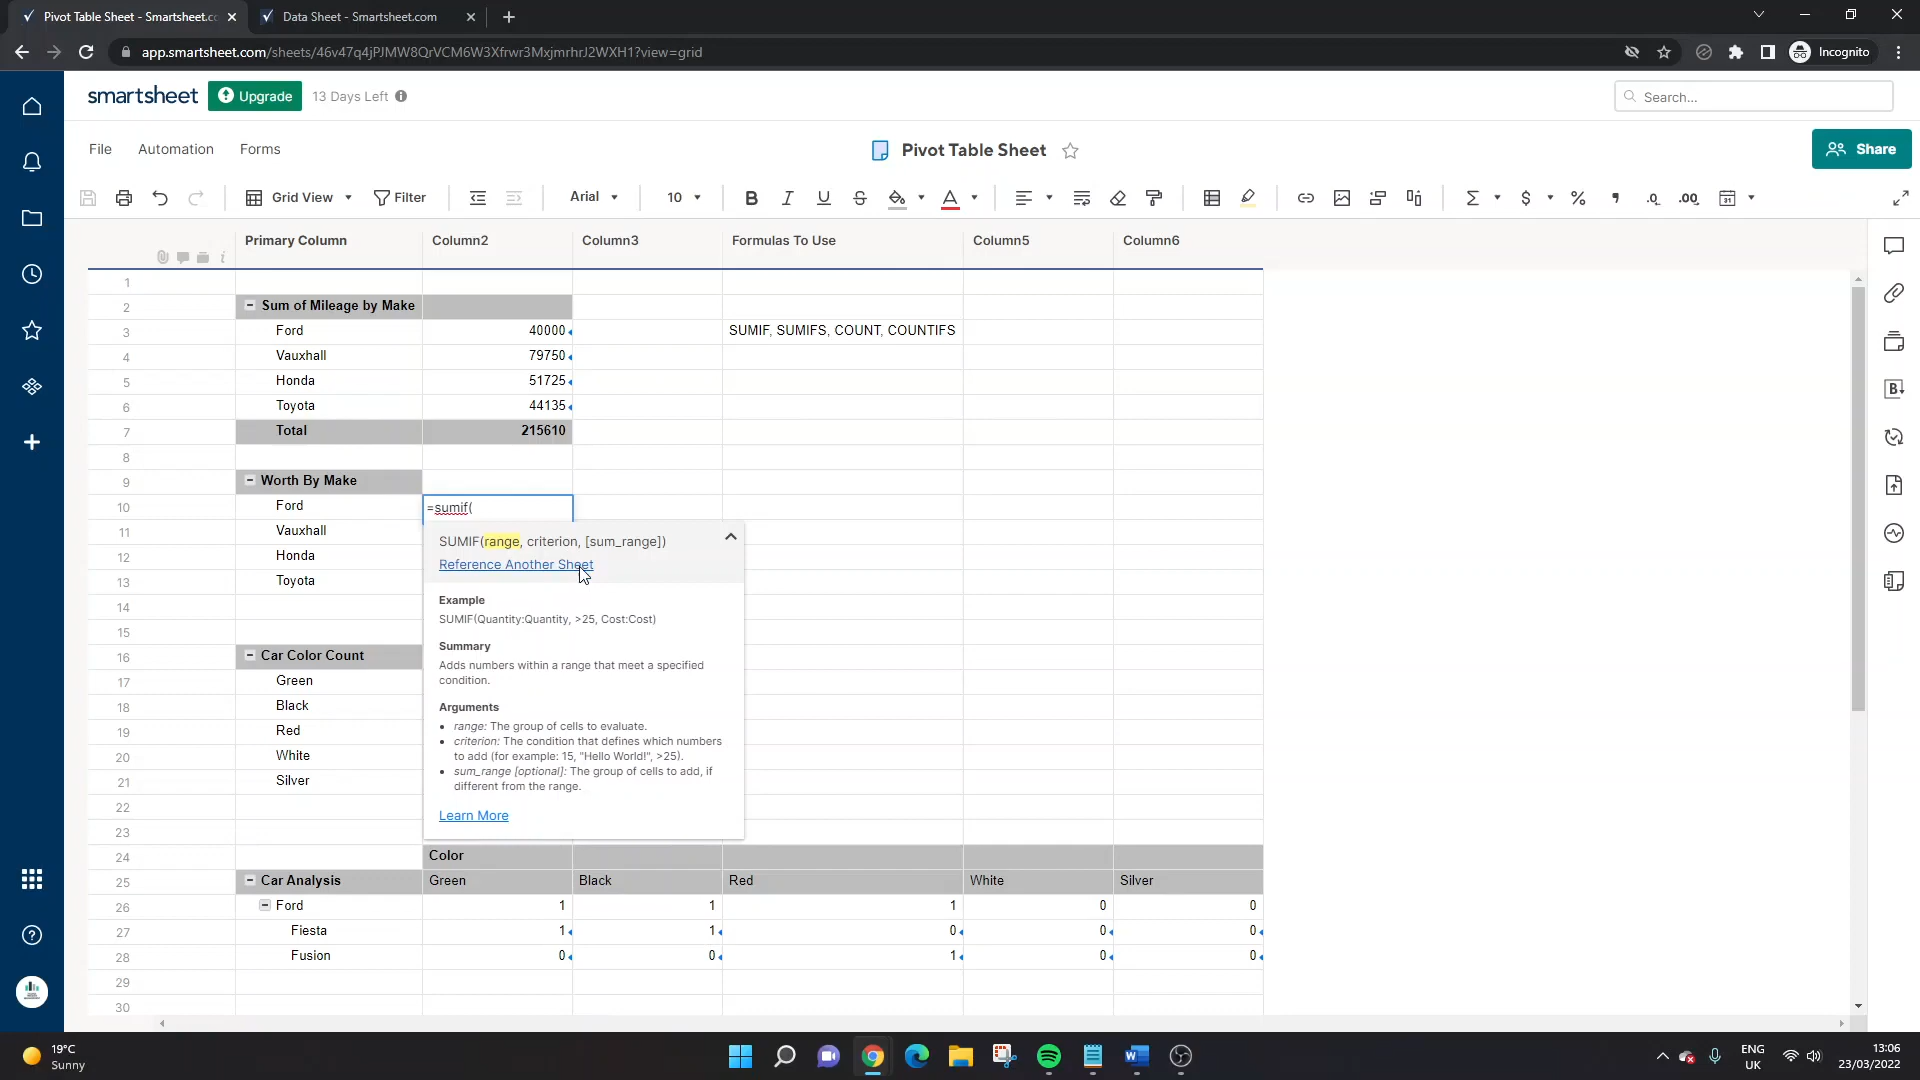 Pivot Table Sheet - Smartsheet.cc
Data Sheet - Smartsheet.com
app.smartsheet.com/sheets/46v47q4jPJMW8QrVCM6W3Xfrwr3MxjmrhrJ2WXH1?view=grid
Incognito
smartsheet
Upgrade
13 Days Left
Search...
File
Automation
Forms
Pivot Table Sheet
Share
Grid View
Filter
Arial
10
B I U S A
Σ $ % .0 .00 31
Primary Column
Column2
Column3
Formulas To Use
Column5
Column6
1
2 Sum of Mileage by Make
3 Ford 40000 SUMIF, SUMIFS, COUNT, COUNTIFS
4 Vauxhall 79750
5 Honda 51725
6 Toyota 44135
7 Total 215610
8
9 Worth By Make
10 Ford =sumif(
11 Vauxhall
12 Honda
13 Toyota
14
15
16 Car Color Count
17 Green
18 Black
19 Red
20 White
21 Silver
22
23
SUMIF(range, criterion, [sum_range])
Reference Another Sheet
Example
SUMIF(Quantity:Quantity, >25, Cost:Cost)
Summary
Adds numbers within a range that meet a specified
condition.
Arguments
• range: The group of cells to evaluate.
• criterion: The condition that defines which numbers
to add (for example: 15, "Hello World!", >25).
• sum_range [optional]: The group of cells to add, if
different from the range.
Learn More
24 Color
25 Car Analysis Green Black Red White Silver
26 Ford 1 1 1 0 0
27 Fiesta 1 1 0 0 0
28 Fusion 0 0 1 0 0
29
30
19°C
Sunny
ENG
UK
13:06
23/03/2022